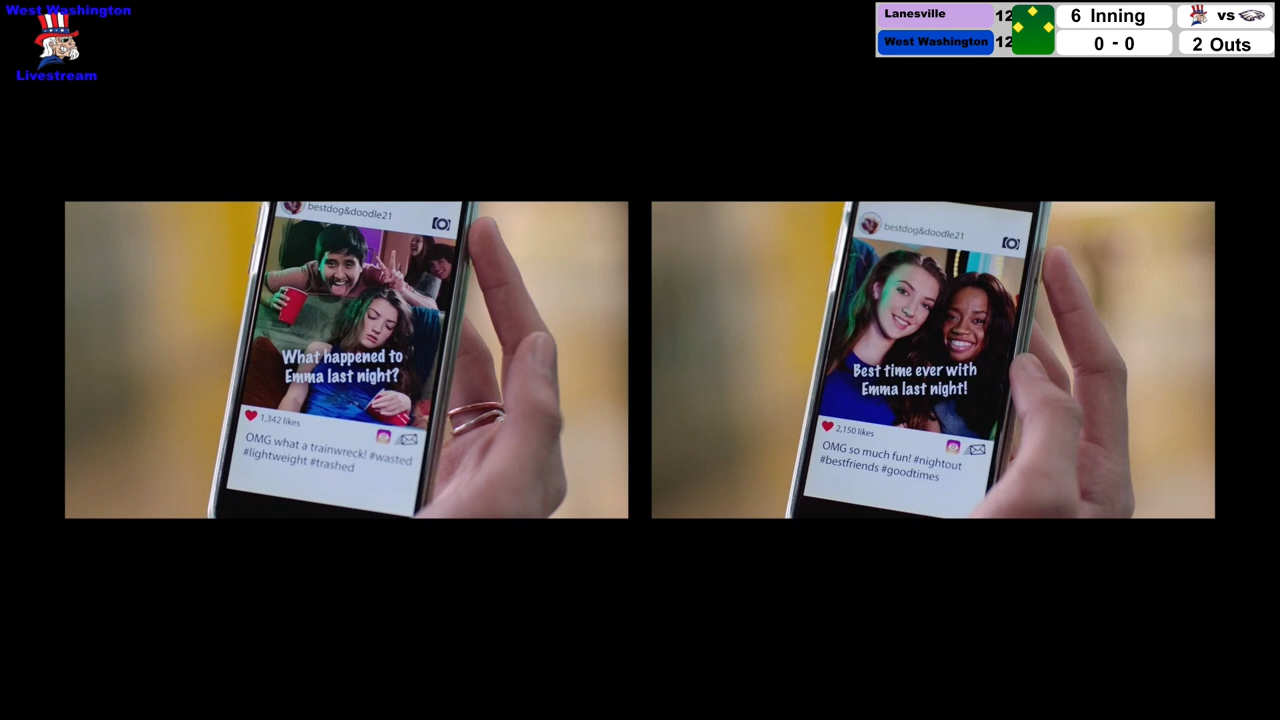 West Washington
Livestream
Lanesville 12
West Washington 12
6 Inning
vs
0 - 0
2 Outs
bestdog&doodle21
What happened to
Emma last night?
1,342 likes
OMG what a trainwreck! #wasted
#lightweight #trashed
bestdog&doodle21
Best time ever with
Emma last night!
2,150 likes
OMG so much fun! #nightout
#bestfriends #goodtimes